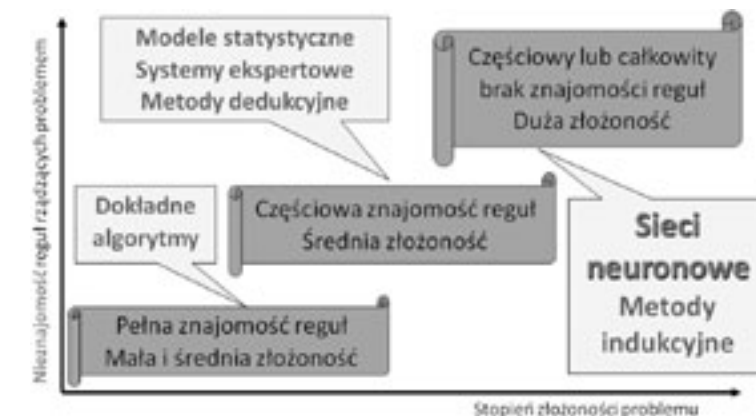 Nieznajomość reguł rządzących problemem
Modele statystyczne
Systemy ekspertowe
Metody dedukcyjne
Częściowy lub całkowity
brak znajomości reguł
Duża złożoność
Dokładne
algorytmy
Częściowa znajomość reguł
Średnia złożoność
Sieci
neuronowe
Metody
indukcyjne
Pełna znajomość reguł
Mała i średnia złożoność
Stopień złożoności problemu